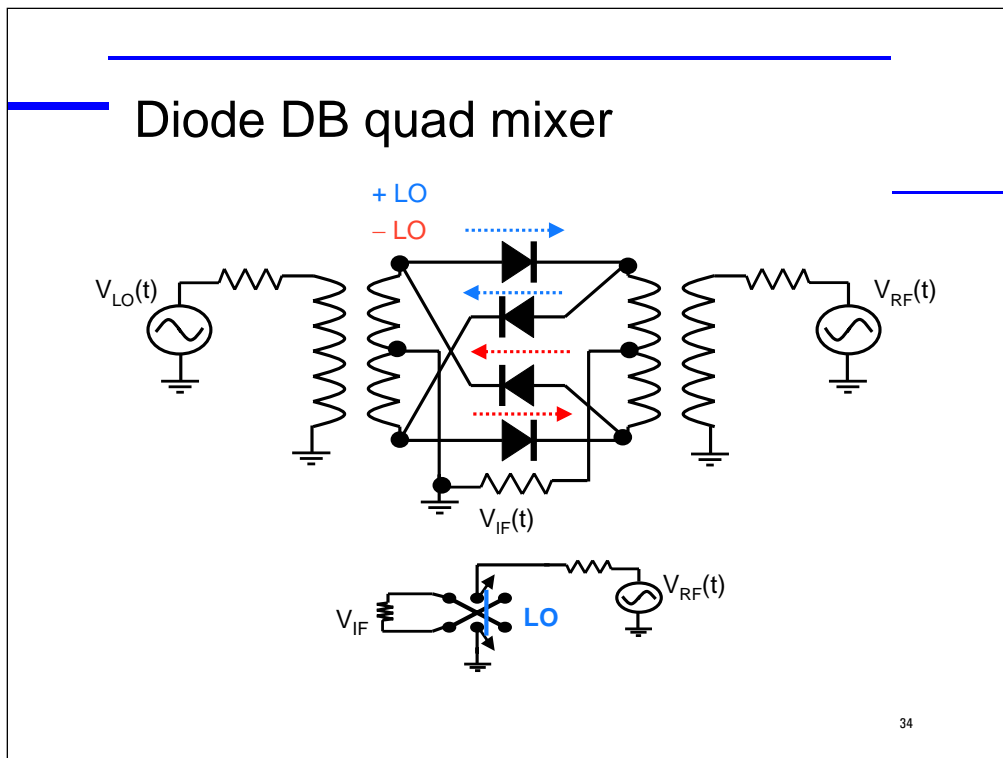 Diode DB quad mixer
+ LO
– LO
V_LO(t)
V_RF(t)
V_IF(t)
V_RF(t)
V_IF
LO
34